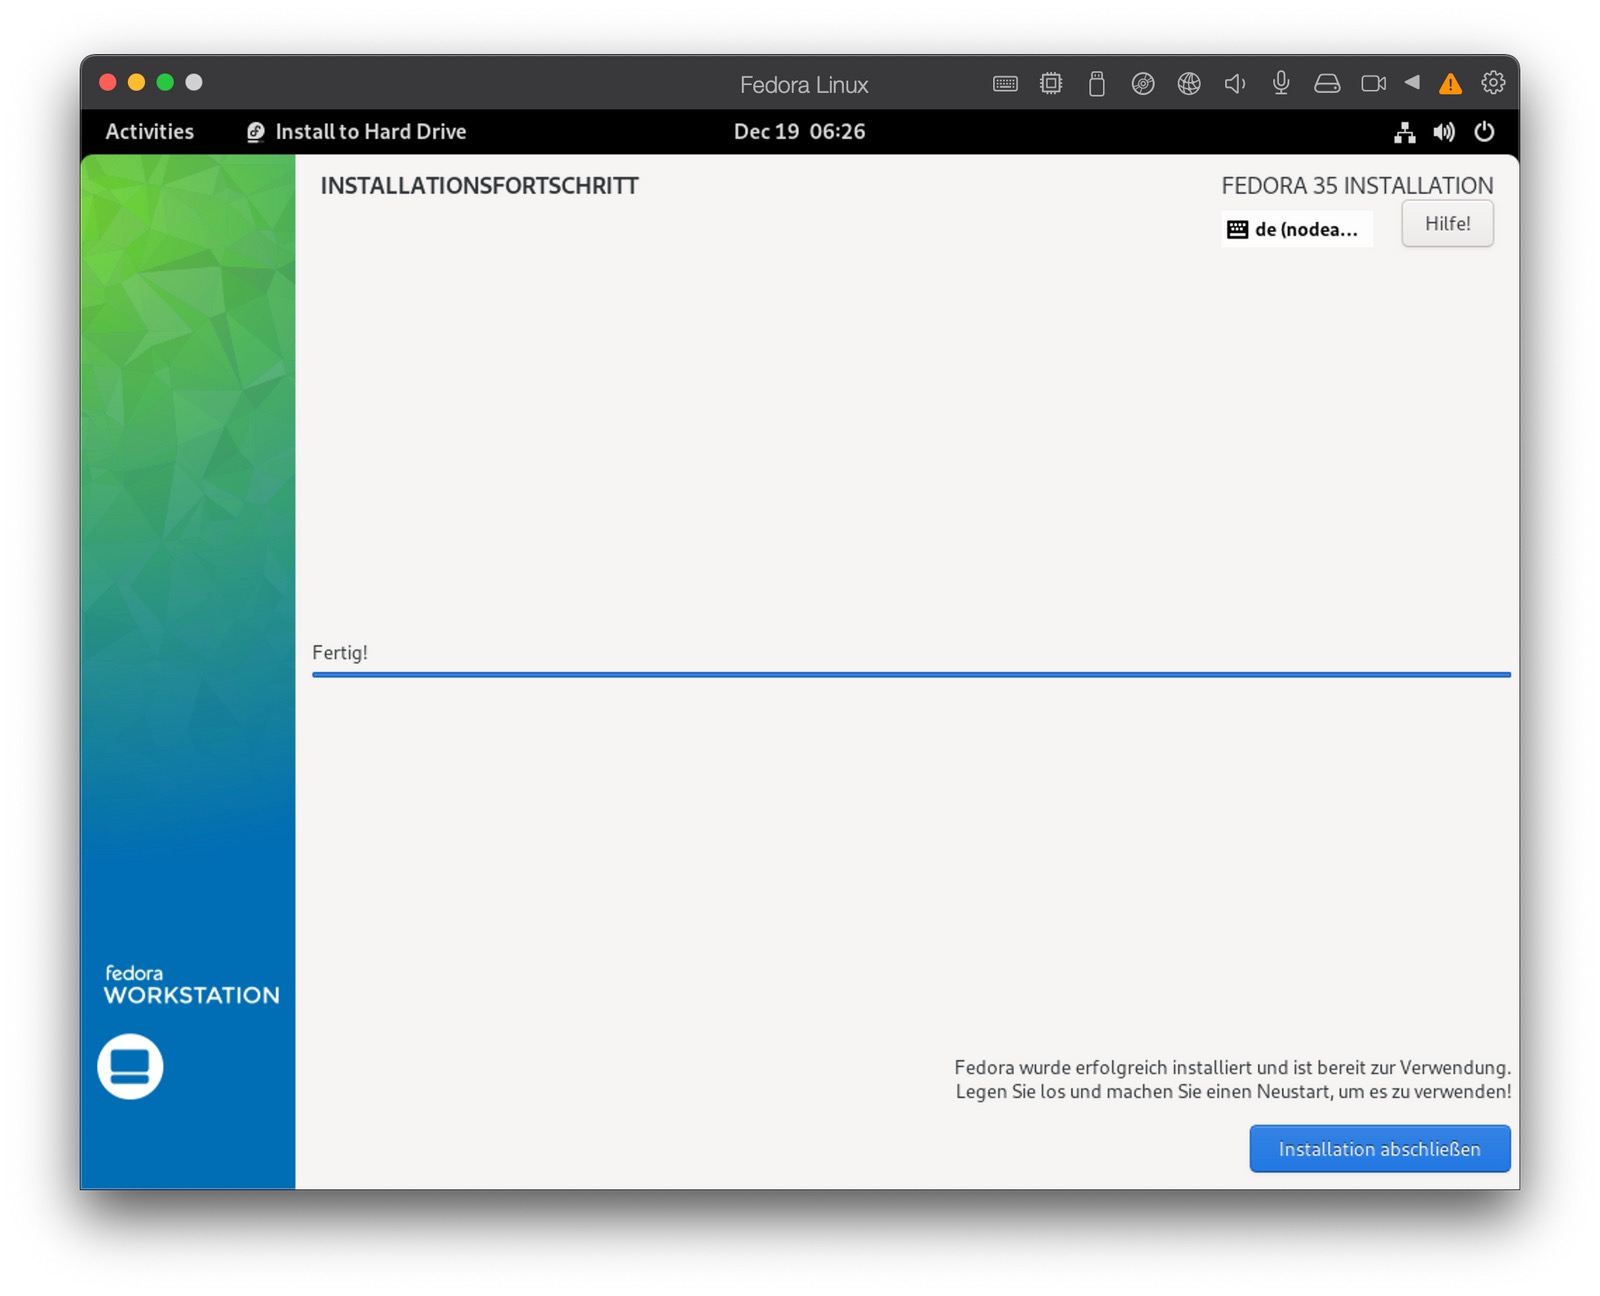 Fedora Linux
Activities Install to Hard Drive Dec 19 06:26
INSTALLATIONSFORTSCHRITT
FEDORA 35 INSTALLATION
de (nodea...
Hilfe!
Fertig!
fedora
WORKSTATION
Fedora wurde erfolgreich installiert und ist bereit zur Verwendung.
Legen Sie los und machen Sie einen Neustart, um es zu verwenden!
Installation abschließen